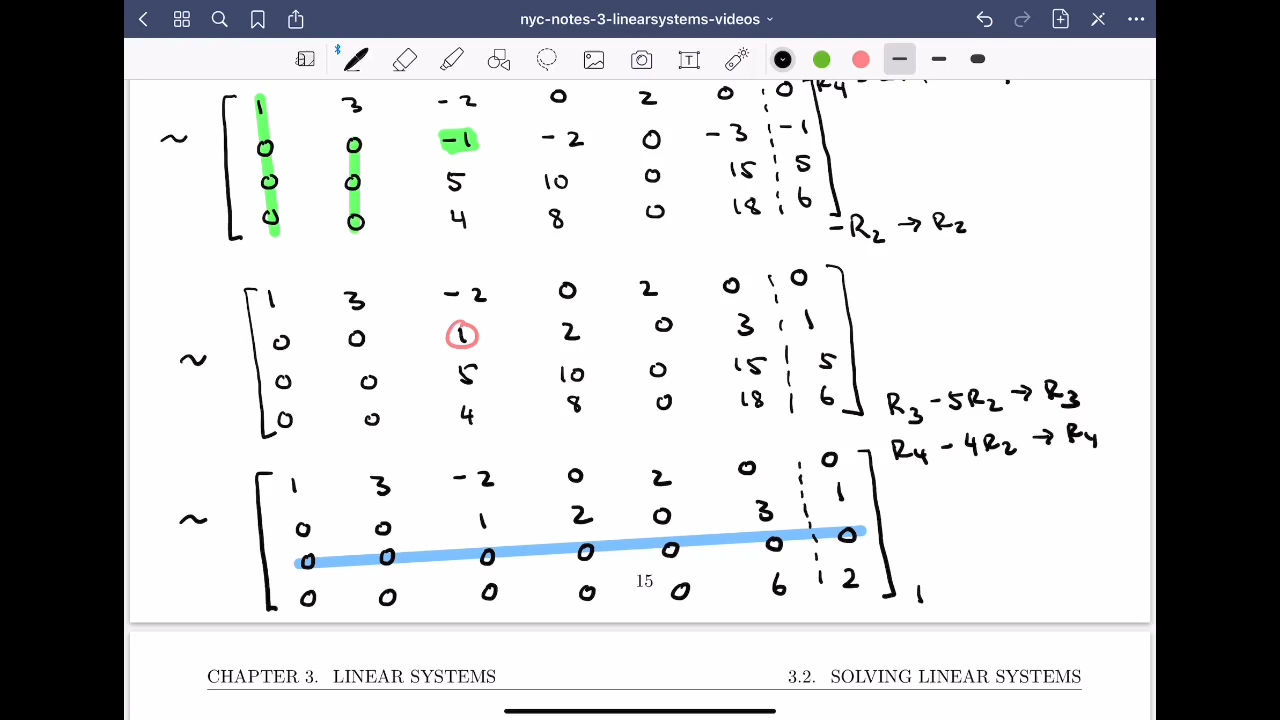 nyc-notes-3-linearsystems-videos
T
1 3 -2 0 2 0 0
~ 0 0 -1 -2 0 -3 -1
0 0 5 10 0 15 5
0 0 4 8 0 18 6
-R2 → R2
1 3 -2 0 2 0 0
~ 0 0 1 2 0 3 1
0 0 5 10 0 15 5
0 0 4 8 0 18 6
R3 - 5R2 → R3
R4 - 4R2 → R4
1 3 -2 0 2 0 0
~ 0 0 1 2 0 3 1
0 0 0 0 0 0 0
0 0 0 0 0 6 2
1
15
CHAPTER 3. LINEAR SYSTEMS 3.2. SOLVING LINEAR SYSTEMS